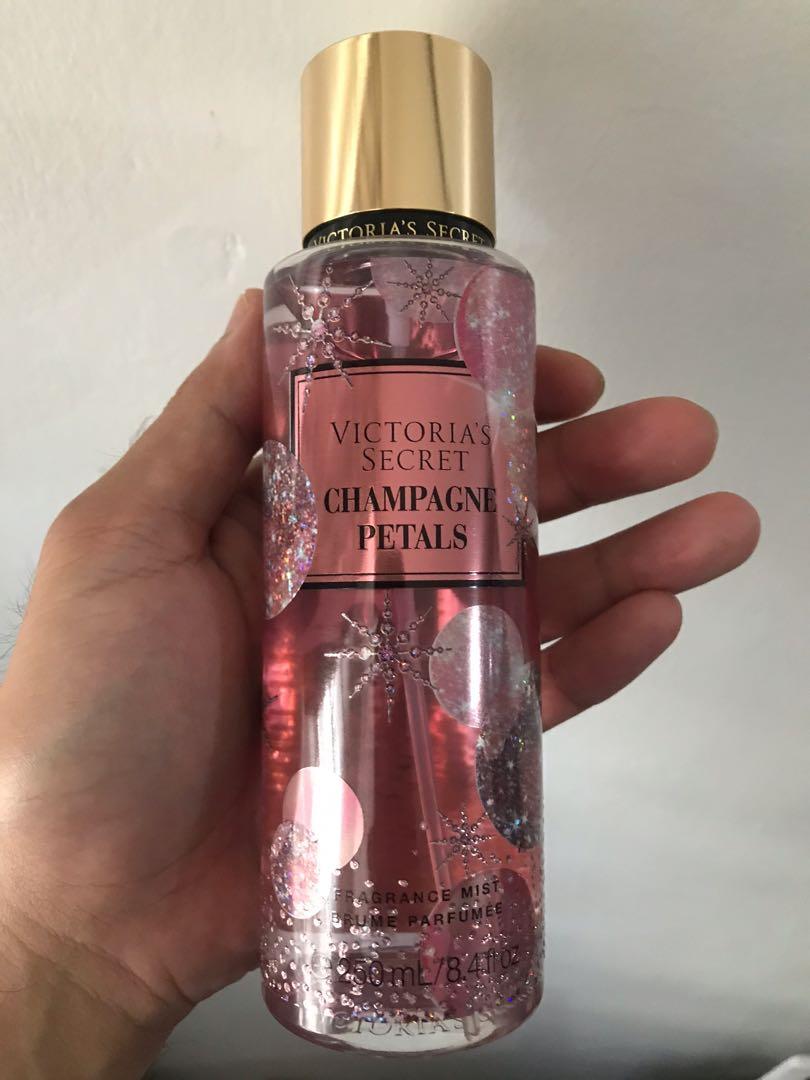 VICTORIA'S SECRET
VICTORIA'S
SECRET
CHAMPAGNE
PETALS
FRAGRANCE MIST
BRUME PARFUMÉE
℮ 250 mL/8.4 fl oz